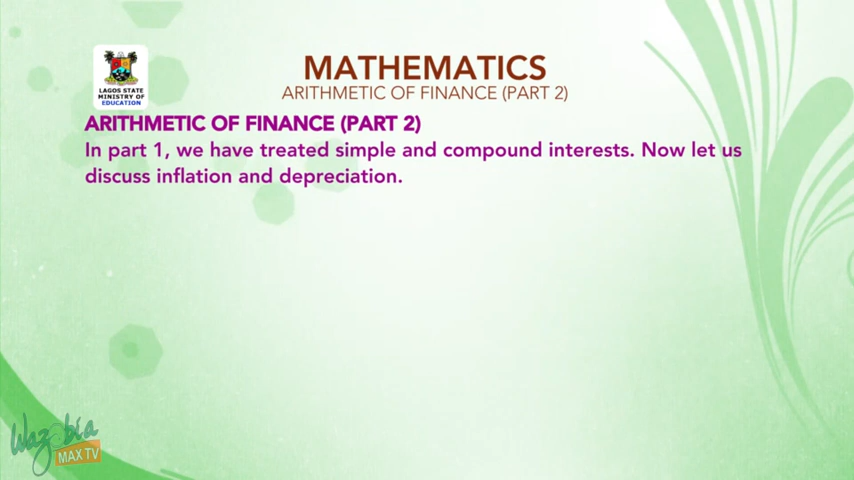 MATHEMATICS
ARITHMETIC OF FINANCE (PART 2)
LAGOS STATE
MINISTRY OF
EDUCATION
ARITHMETIC OF FINANCE (PART 2)
In part 1, we have treated simple and compound interests. Now let us
discuss inflation and depreciation.
Wazobia
MAX TV